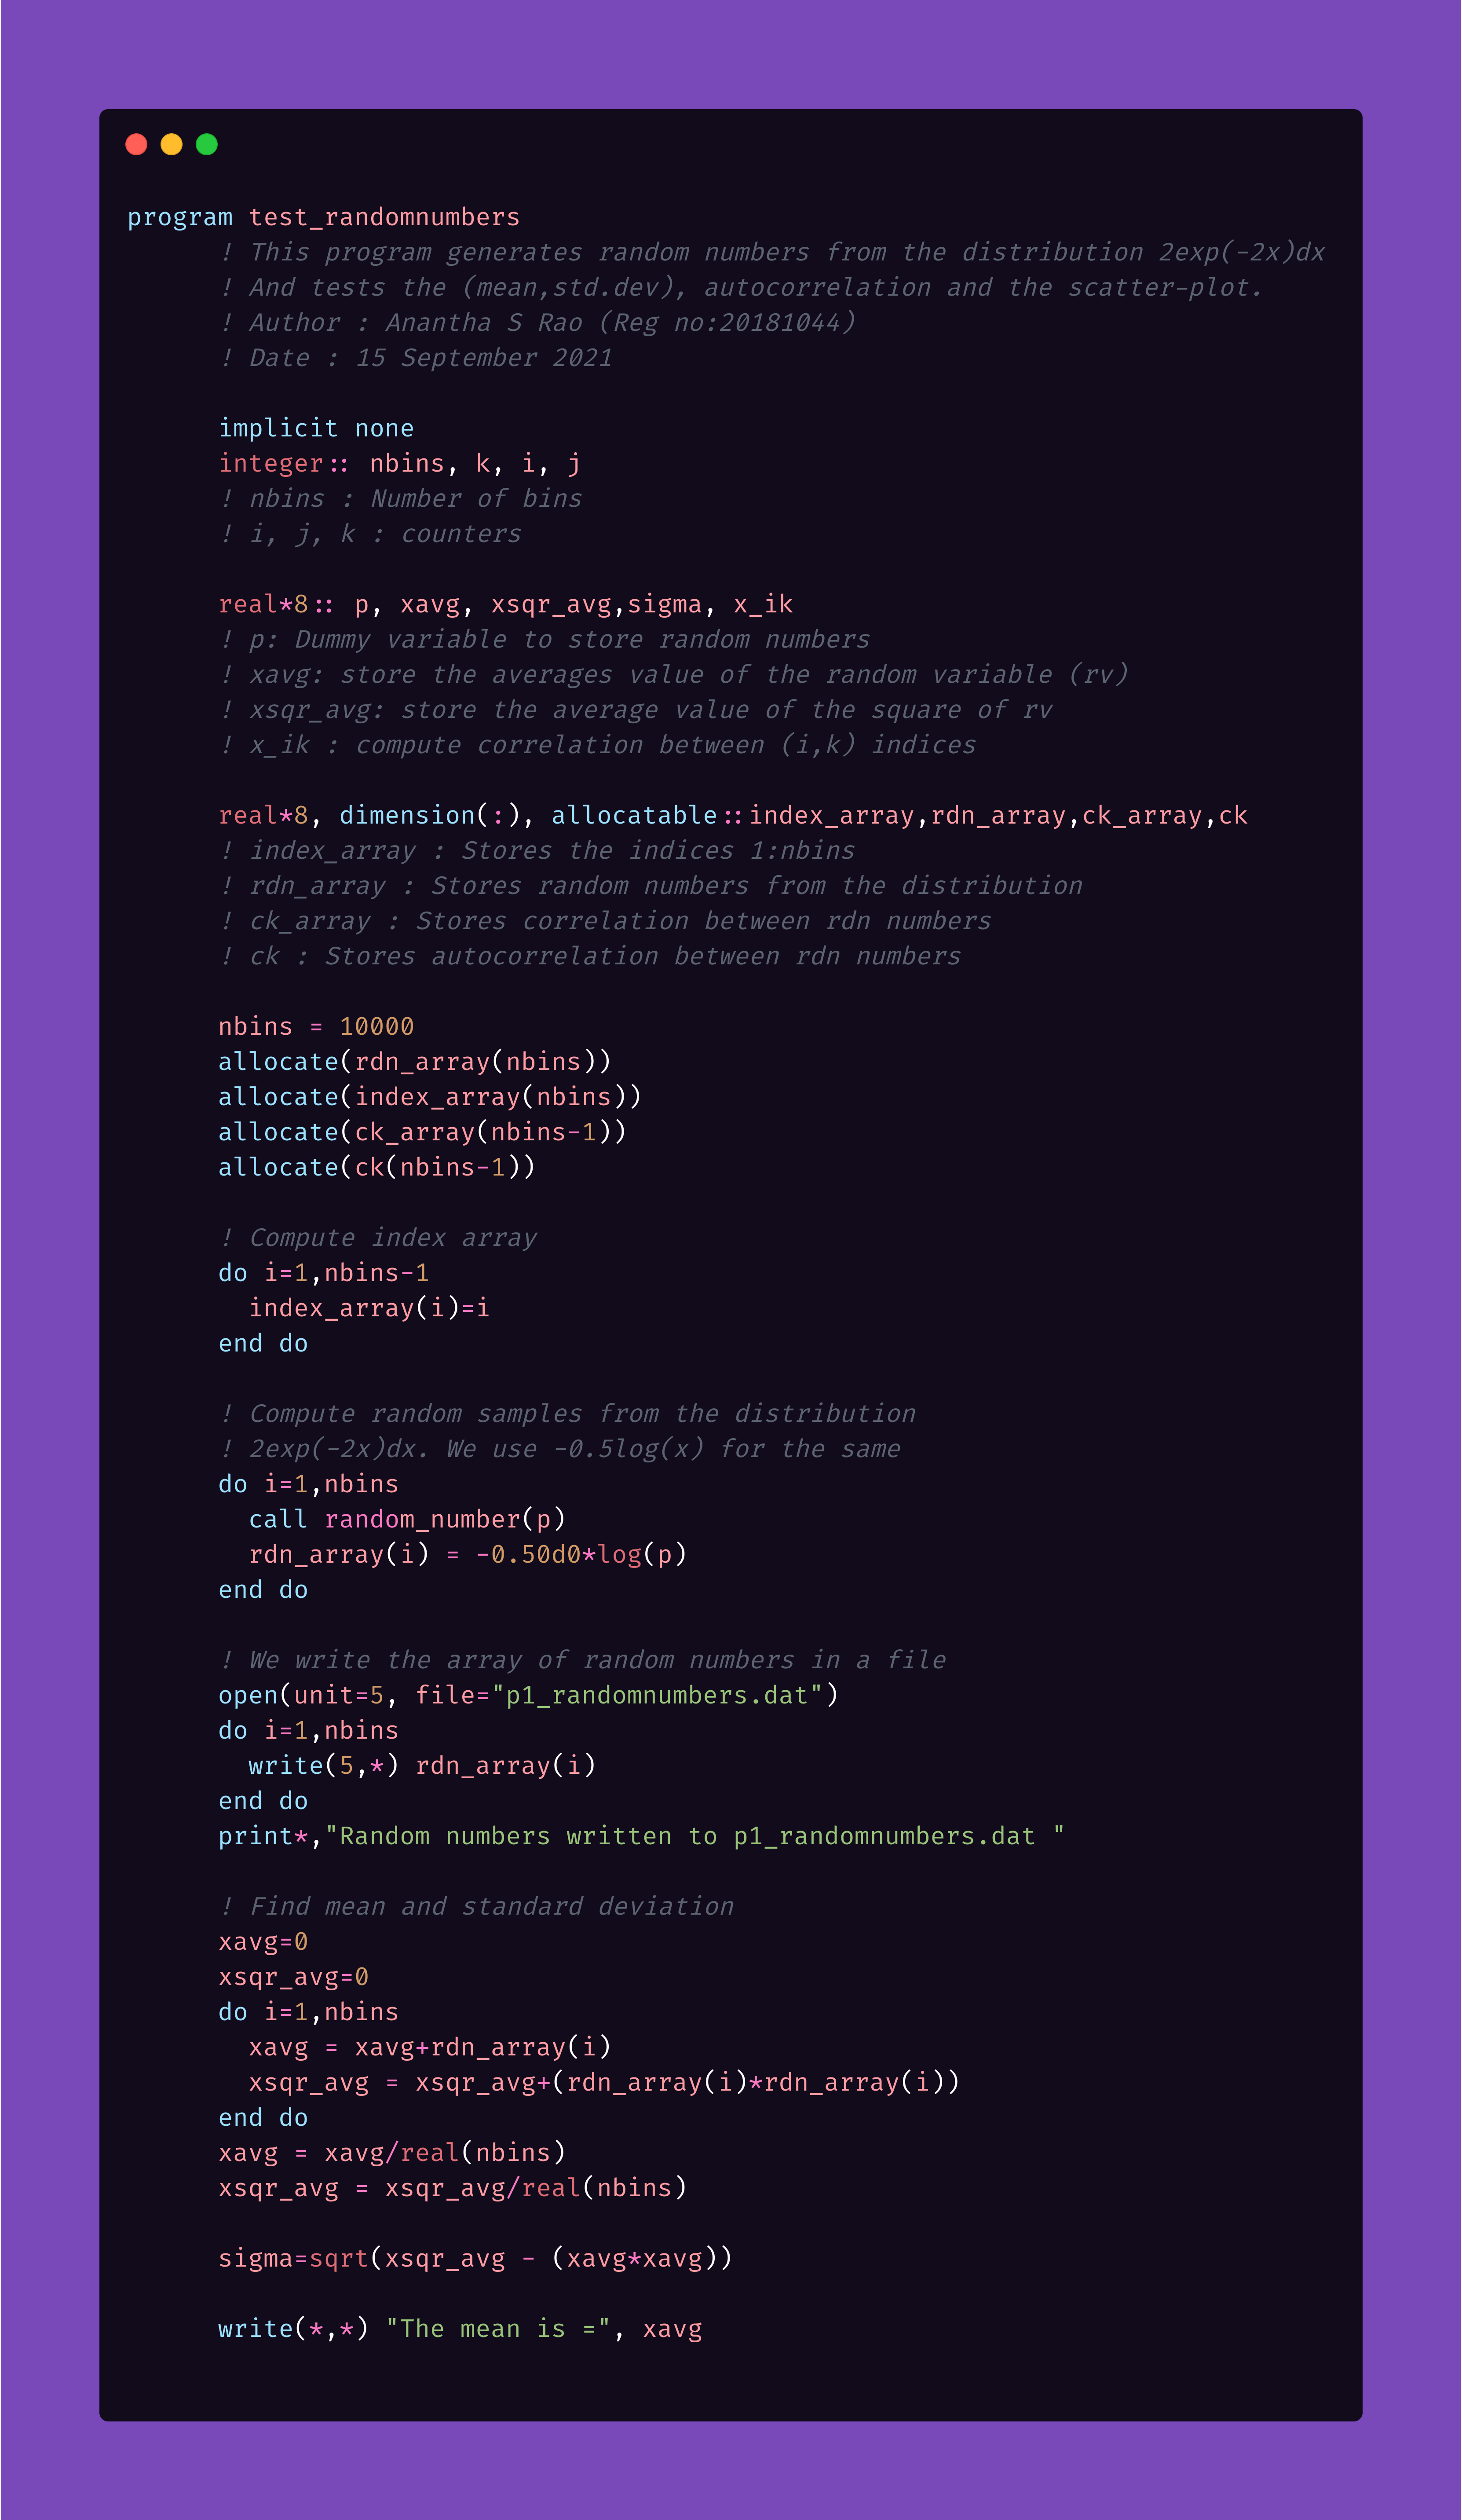 program test_randomnumbers
! This program generates random numbers from the distribution 2exp(-2x)dx
! And tests the (mean,std.dev), autocorrelation and the scatter-plot.
! Author : Anantha S Rao (Reg no:20181044)
! Date : 15 September 2021
implicit none
integer:: nbins, k, i, j
! nbins : Number of bins
! i, j, k : counters
real*8:: p, xavg, xsqr_avg,sigma, x_ik
! p: Dummy variable to store random numbers
! xavg: store the averages value of the random variable (rv)
! xsqr_avg: store the average value of the square of rv
! x_ik : compute correlation between (i,k) indices
real*8, dimension(:), allocatable::index_array,rdn_array,ck_array,ck
! index_array : Stores the indices 1:nbins
! rdn_array : Stores random numbers from the distribution
! ck_array : Stores correlation between rdn numbers
! ck : Stores autocorrelation between rdn numbers
nbins = 10000
allocate(rdn_array(nbins))
allocate(index_array(nbins))
allocate(ck_array(nbins-1))
allocate(ck(nbins-1))
! Compute index array
do i=1,nbins-1
index_array(i)=i
end do
! Compute random samples from the distribution
! 2exp(-2x)dx. We use -0.5log(x) for the same
do i=1,nbins
call random_number(p)
rdn_array(i) = -0.50d0*log(p)
end do
! We write the array of random numbers in a file
open(unit=5, file="p1_randomnumbers.dat")
do i=1,nbins
write(5,*) rdn_array(i)
end do
print*,"Random numbers written to p1_randomnumbers.dat "
! Find mean and standard deviation
xavg=0
xsqr_avg=0
do i=1,nbins
xavg = xavg+rdn_array(i)
xsqr_avg = xsqr_avg+(rdn_array(i)*rdn_array(i))
end do
xavg = xavg/real(nbins)
xsqr_avg = xsqr_avg/real(nbins)
sigma=sqrt(xsqr_avg - (xavg*xavg))
write(*,*) "The mean is =", xavg